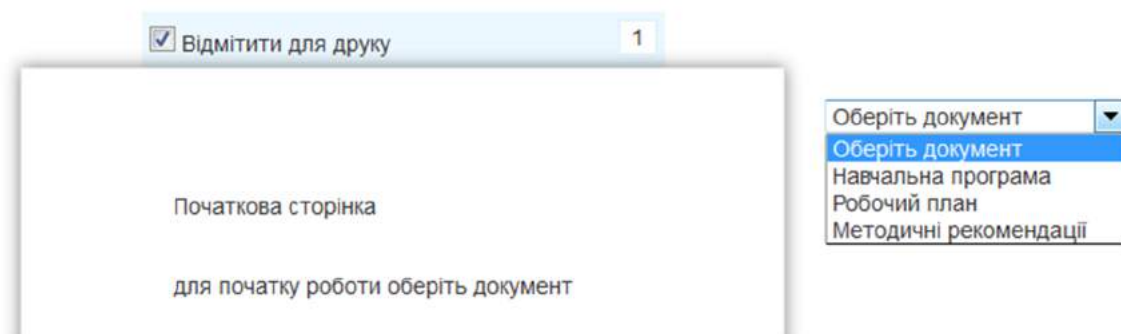 Відмітити для друку
1
Початкова сторінка
для початку роботи оберіть документ
Оберіть документ
Оберіть документ
Навчальна програма
Робочий план
Методичні рекомендації